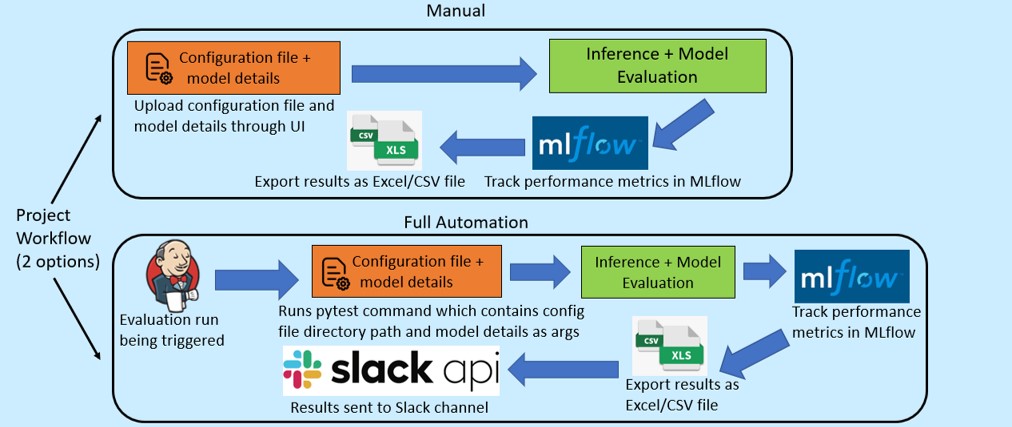 Manual
Configuration file +
model details
Inference + Model
Evaluation
Upload configuration file and
model details through UI
CSV
XLS
mlflow™
Export results as Excel/CSV file
Track performance metrics in MLflow
Project
Workflow
(2 options)
Full Automation
Configuration file +
model details
Inference + Model
Evaluation
mlflow™
Evaluation run
being triggered
Runs pytest command which contains config
file directory path and model details as args
Track performance
metrics in MLflow
CSV
XLS
slack api
Export results as
Excel/CSV file
Results sent to Slack channel